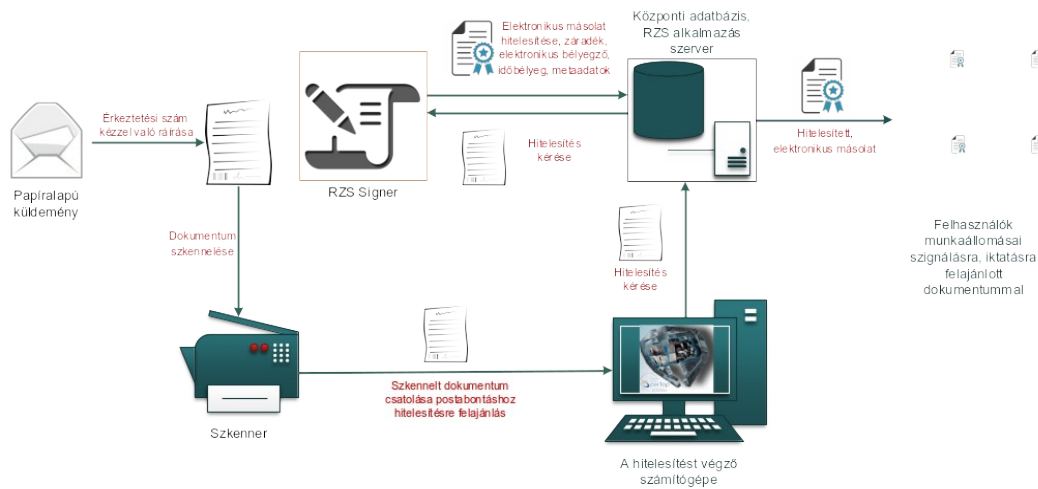 Elektronikus másolat
hitelesítése, záradék,
elektronikus bélyegző,
időbélyeg, metaadatok
Központi adatbázis,
RZS alkalmazás
szerver
Érkeztetési szám
kézzel való ráírása
Hitelesítés
kérése
Hitelesített,
elektronikus másolat
Papíralapú
küldemény
RZS Signer
Dokumentum
szkennelése
Hitelesítés
kérése
Felhasználók
munkaállomásai
szignálásra, iktatásra
felajánlott
dokumentummal
Szkennelt dokumentum
csatolása postabontáshoz
hitelesítésre felajánlás
Szkenner
A hitelesítést végző
számítógépe